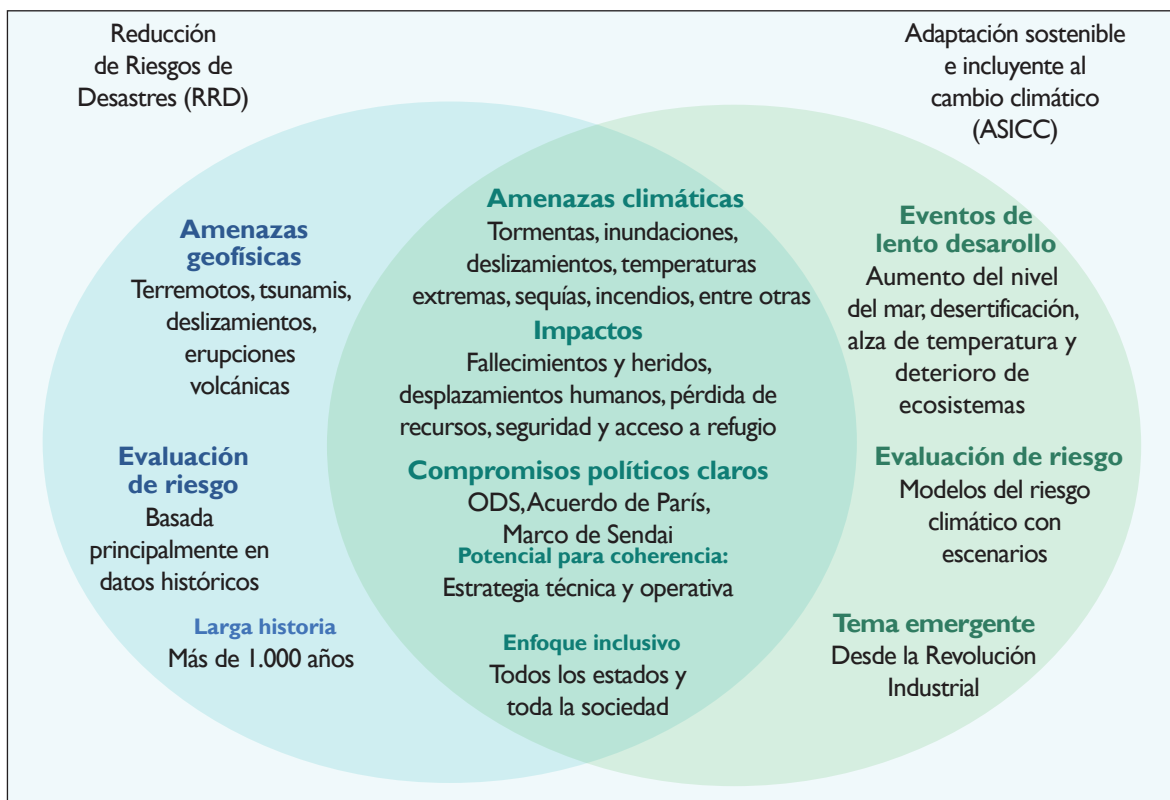 Reducción
de Riesgos de
Desastres (RRD)
Adaptación sostenible
e incluyente al
cambio climático
(ASICC)
Amenazas
geofísicas
Terremotos, tsunamis,
deslizamientos,
erupciones
volcánicas
Evaluación
de riesgo
Basada
principalmente en
datos históricos
Larga historia
Más de 1.000 años
Amenazas climáticas
Tormentas, inundaciones,
deslizamientos, temperaturas
extremas, sequías, incendios, entre otras
Impactos
Fallecimientos y heridos,
desplazamientos humanos, pérdida de
recursos, seguridad y acceso a refugio
Compromisos políticos claros
ODS, Acuerdo de París,
Marco de Sendai
Potencial para coherencia:
Estrategia técnica y operativa
Enfoque inclusivo
Todos los estados y
toda la sociedad
Eventos de
lento desarollo
Aumento del nivel
del mar, desertificación,
alza de temperatura y
deterioro de
ecosistemas
Evaluación de riesgo
Modelos del riesgo
climático con
escenarios
Tema emergente
Desde la Revolución
Industrial